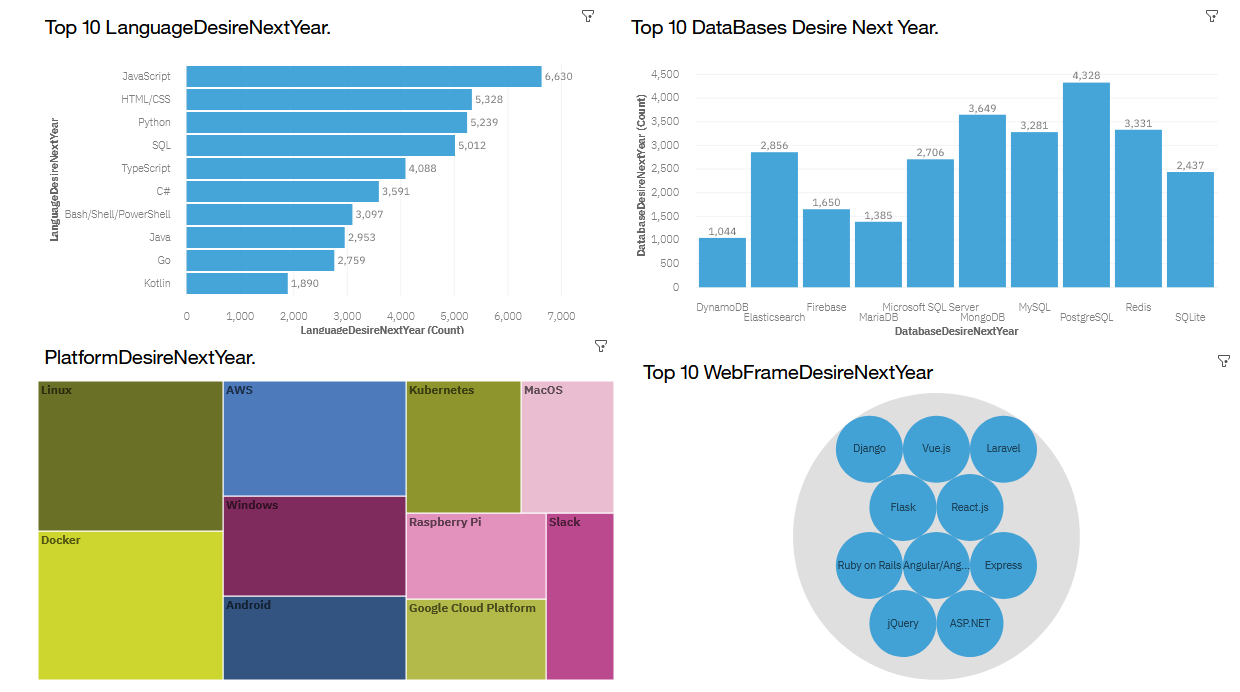 Top 10 LanguageDesireNextYear.
LanguageDesireNextYear
JavaScript 6,630
HTML/CSS 5,328
Python 5,239
SQL 5,012
TypeScript 4,088
C# 3,591
Bash/Shell/PowerShell 3,097
Java 2,953
Go 2,759
Kotlin 1,890
0 1,000 2,000 3,000 4,000 5,000 6,000 7,000
LanguageDesireNextYear (Count)
Top 10 DataBases Desire Next Year.
DatabaseDesireNextYear (Count)
4,500
4,000
3,500
3,000
2,500
2,000
1,500
1,000
500
0
1,044 2,856 1,650 1,385 2,706 3,649 3,281 4,328 3,331 2,437
DynamoDB Firebase Microsoft SQL Server MySQL Redis
Elasticsearch MariaDB MongoDB PostgreSQL SQLite
DatabaseDesireNextYear
PlatformDesireNextYear.
Linux AWS Kubernetes MacOS
Windows
Raspberry Pi Slack
Docker
Android Google Cloud Platform
Top 10 WebFrameDesireNextYear
Django Vue.js Laravel
Flask React.js
Ruby on Rails Angular/Ang... Express
jQuery ASP.NET